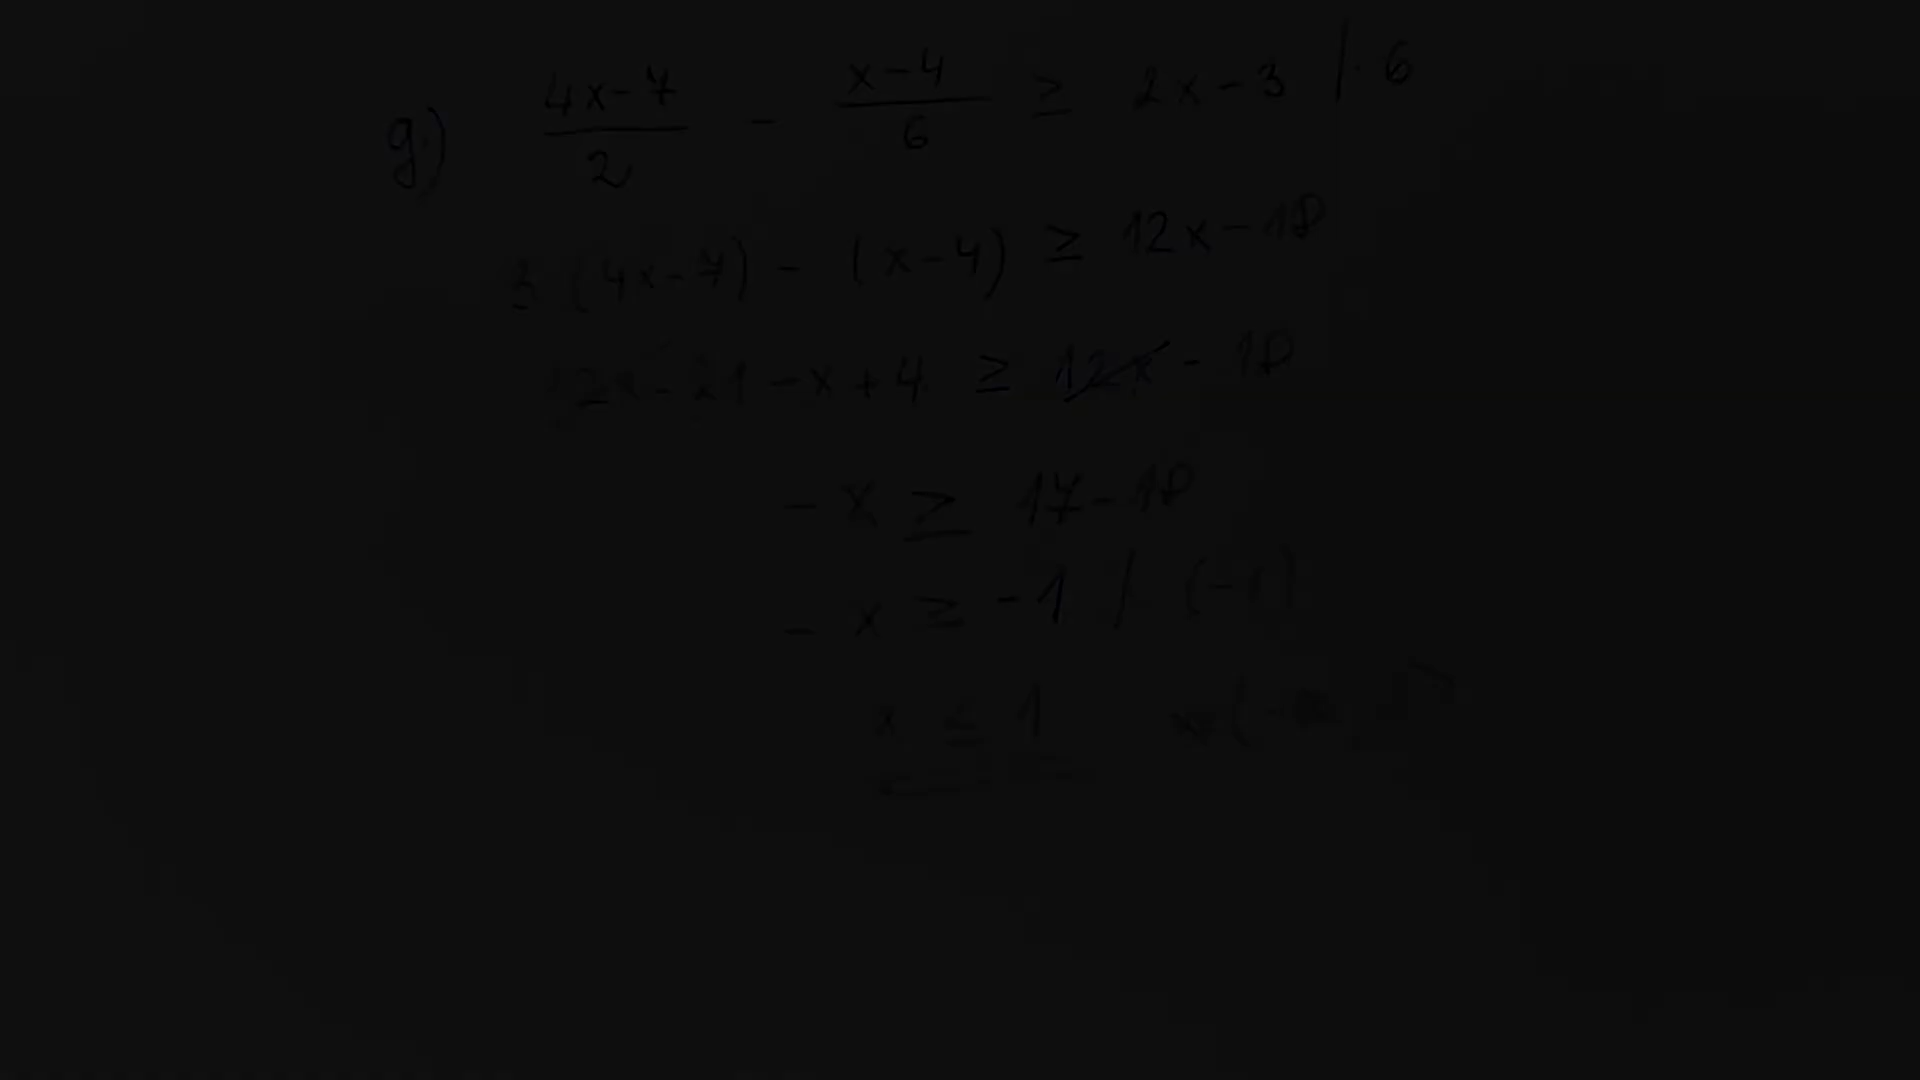 g.) (4x-7)/2 - (x-4)/6 ≥ 2x-3 /·6
3(4x-7) - (x-4) ≥ 12x-18
12x-21-x+4 ≥ 12x-18
-x ≥ 17-18
-x ≥ -1 / (-1)
x ≤ 1